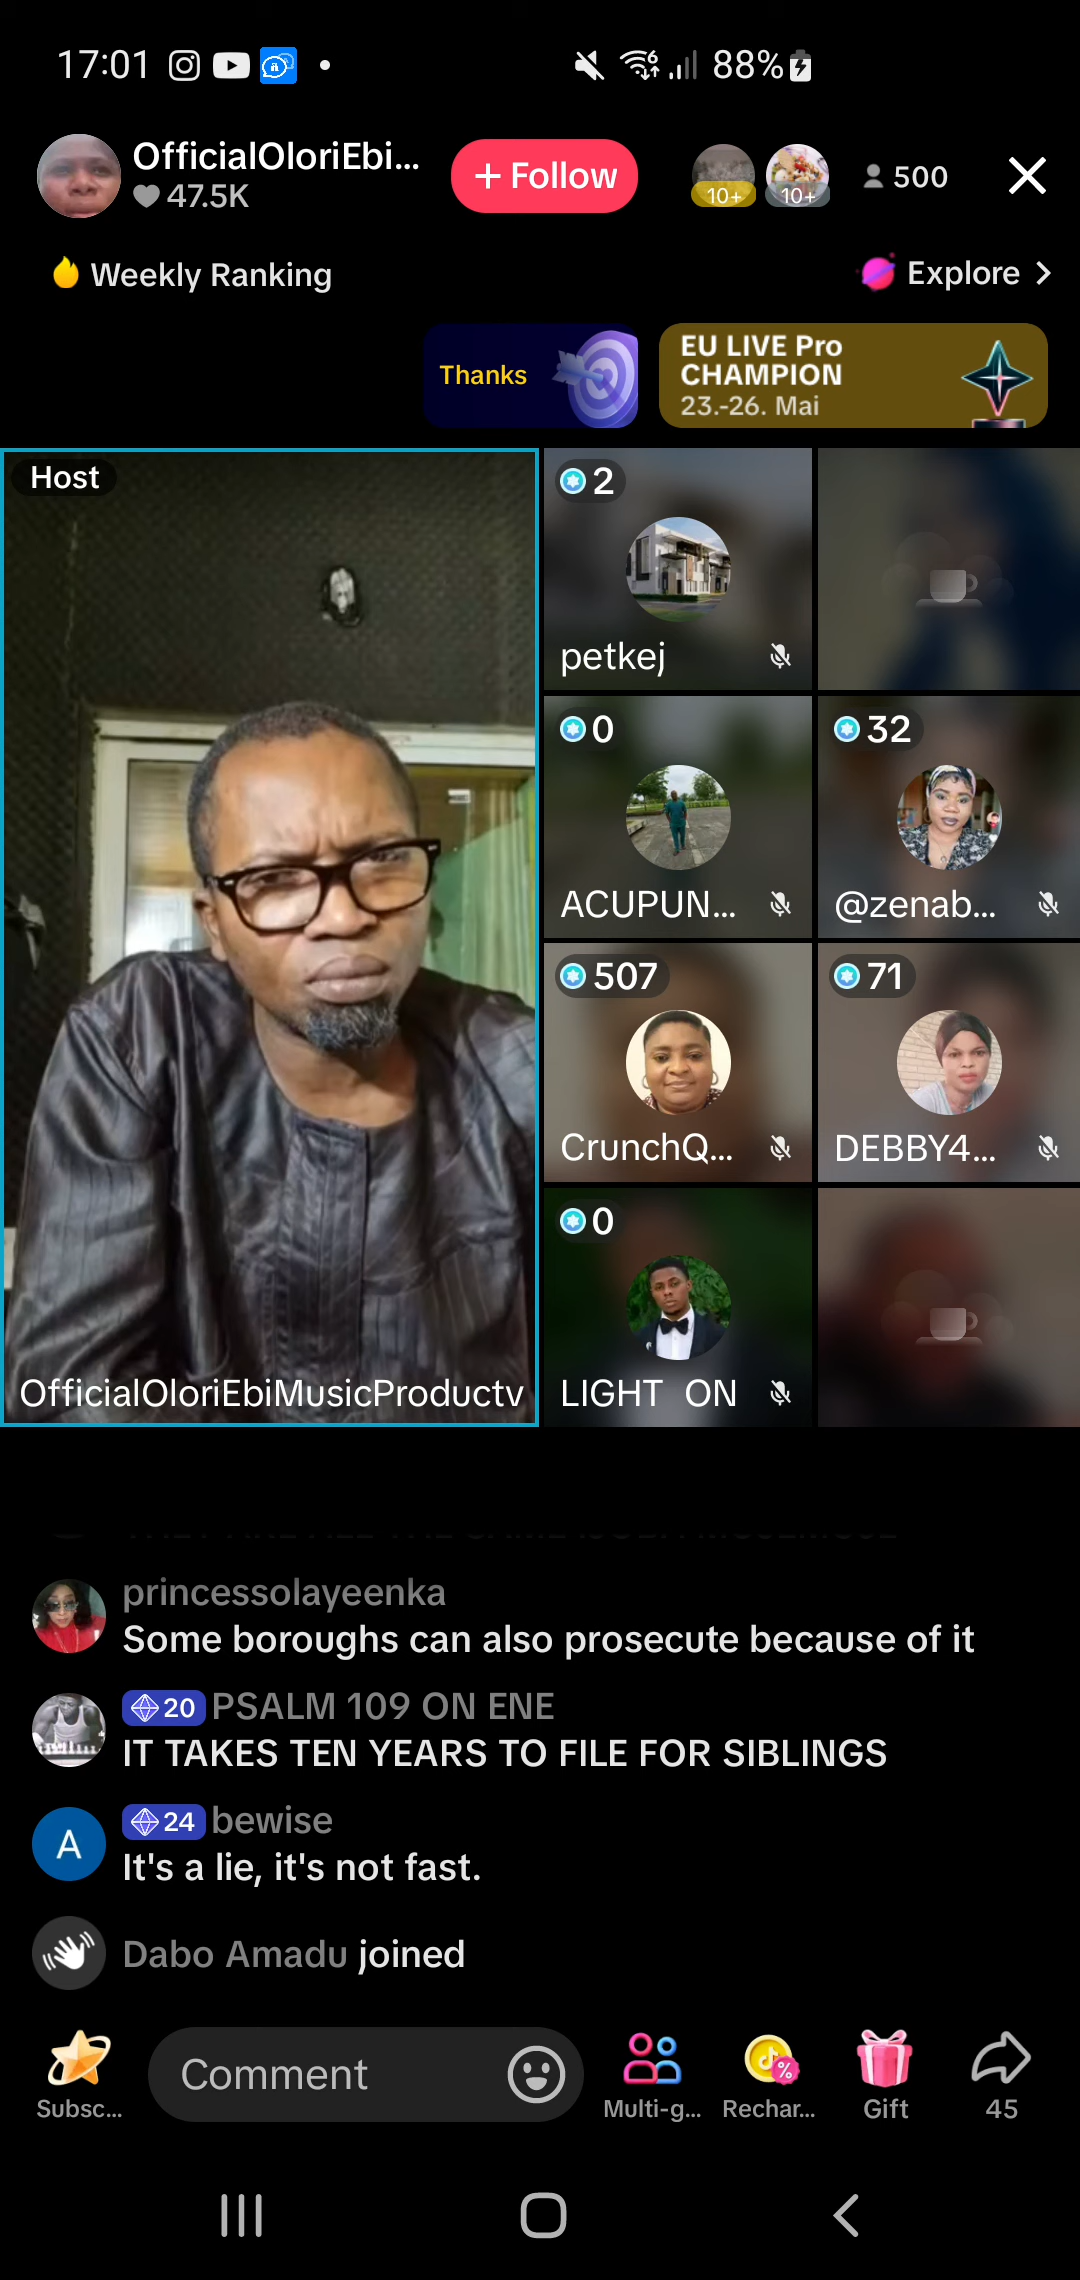 17:01
88%
OfficialOloriEbi...
47.5K
+ Follow
10+
10+
500
Weekly Ranking
Explore
Thanks
EU LIVE Pro
CHAMPION
23.-26. Mai
Host
OfficialOloriEbiMusicProductv
2
petkej
0
ACUPUN...
32
@zenab...
507
CrunchQ...
71
DEBBY4...
0
LIGHT ON
princessolayeenka
Some boroughs can also prosecute because of it
20 PSALM 109 ON ENE
IT TAKES TEN YEARS TO FILE FOR SIBLINGS
A
24 bewise
It's a lie, it's not fast.
Dabo Amadu joined
Subsc...
Comment
Multi-g...
Rechar...
Gift
45